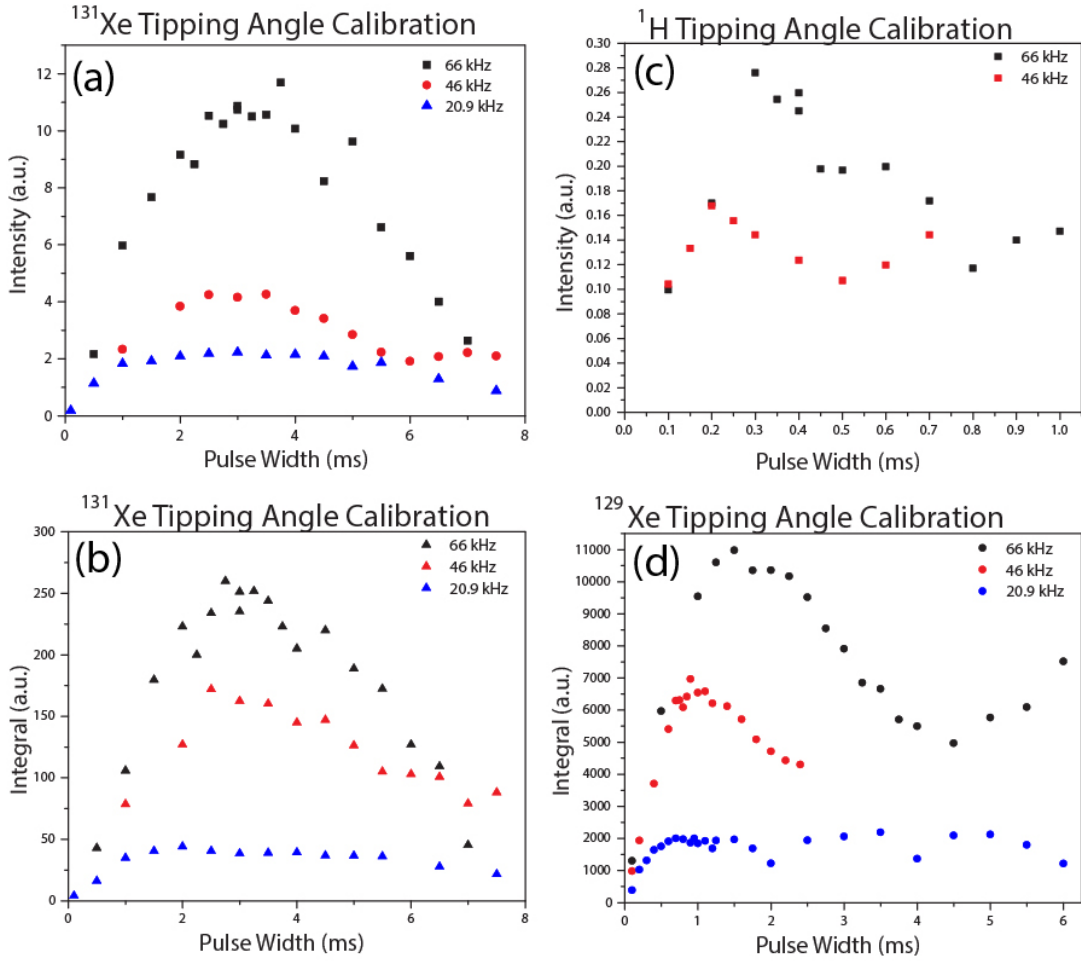 ¹³¹Xe Tipping Angle Calibration
(a)
66 kHz
46 kHz
20.9 kHz
Intensity (a.u.)
12
10
8
6
4
2
0
0 2 4 6 8
Pulse Width (ms)
¹H Tipping Angle Calibration
(c)
66 kHz
46 kHz
Intensity (a.u.)
0.30
0.28
0.26
0.24
0.22
0.20
0.18
0.16
0.14
0.12
0.10
0.08
0.06
0.04
0.02
0.00
0.0 0.1 0.2 0.3 0.4 0.5 0.6 0.7 0.8 0.9 1.0
Pulse Width (ms)
¹³¹Xe Tipping Angle Calibration
(b)
66 kHz
46 kHz
20.9 kHz
Integral (a.u.)
300
250
200
150
100
50
0
0 2 4 6 8
Pulse Width (ms)
¹²⁹Xe Tipping Angle Calibration
(d)
66 kHz
46 kHz
20.9 kHz
Integral (a.u.)
11000
10000
9000
8000
7000
6000
5000
4000
3000
2000
1000
0
0 1 2 3 4 5 6
Pulse Width (ms)